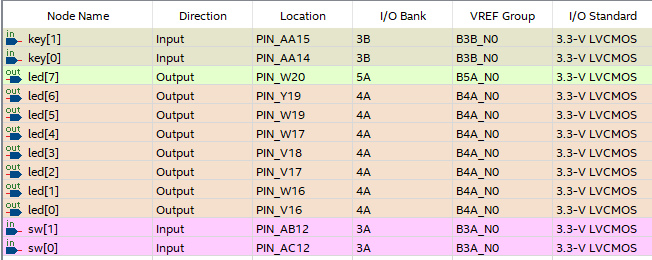 Node Name Direction Location I/O Bank VREF Group I/O Standard
in key[1] Input PIN_AA15 3B B3B_N0 3.3-V LVCMOS
in key[0] Input PIN_AA14 3B B3B_N0 3.3-V LVCMOS
out led[7] Output PIN_W20 5A B5A_N0 3.3-V LVCMOS
out led[6] Output PIN_Y19 4A B4A_N0 3.3-V LVCMOS
out led[5] Output PIN_W19 4A B4A_N0 3.3-V LVCMOS
out led[4] Output PIN_W17 4A B4A_N0 3.3-V LVCMOS
out led[3] Output PIN_V18 4A B4A_N0 3.3-V LVCMOS
out led[2] Output PIN_V17 4A B4A_N0 3.3-V LVCMOS
out led[1] Output PIN_W16 4A B4A_N0 3.3-V LVCMOS
out led[0] Output PIN_V16 4A B4A_N0 3.3-V LVCMOS
in sw[1] Input PIN_AB12 3A B3A_N0 3.3-V LVCMOS
in sw[0] Input PIN_AC12 3A B3A_N0 3.3-V LVCMOS